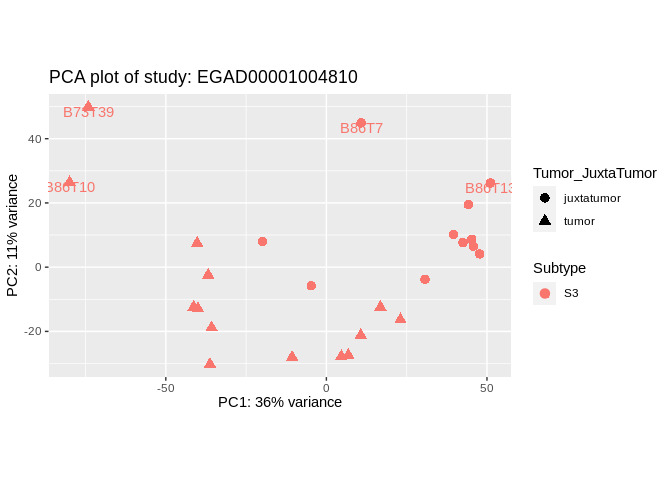 PCA plot of study: EGAD00001004810
B73T39
B86T7
B86T10
B86T13
40
20
0
-20
PC2: 11% variance
-50
0
50
PC1: 36% variance
Tumor_JuxtaTumor
juxtatumor
tumor
Subtype
S3